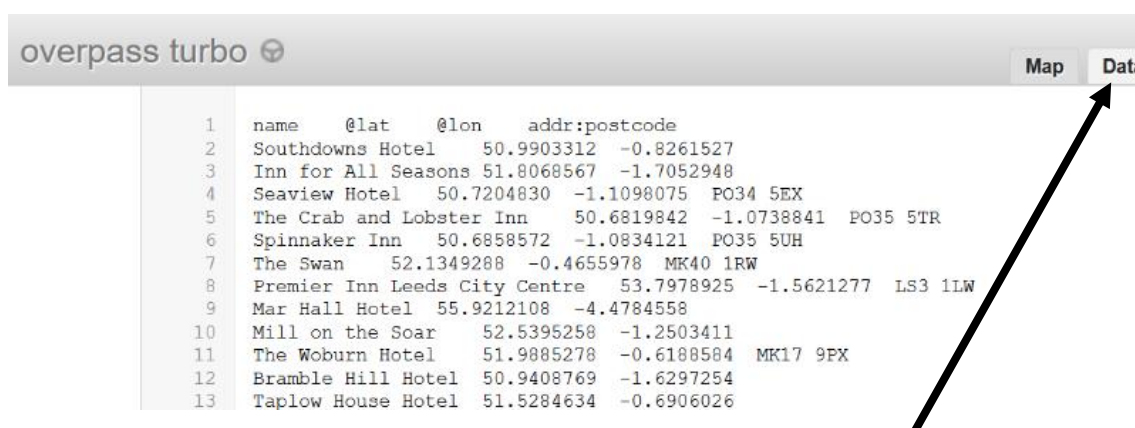 overpass turbo
Map Data
1 name @lat @lon addr:postcode
2 Southdowns Hotel 50.9903312 -0.8261527
3 Inn for All Seasons 51.8068567 -1.7052948
4 Seaview Hotel 50.7204830 -1.1098075 PO34 5EX
5 The Crab and Lobster Inn 50.6819842 -1.0738841 PO35 5TR
6 Spinnaker Inn 50.6858572 -1.0834121 PO35 5UH
7 The Swan 52.1349288 -0.4655978 MK40 1RW
8 Premier Inn Leeds City Centre 53.7978925 -1.5621277 LS3 1LW
9 Mar Hall Hotel 55.9212108 -4.4784558
10 Mill on the Soar 52.5395258 -1.2503411
11 The Woburn Hotel 51.9885278 -0.6188584 MK17 9PX
12 Bramble Hill Hotel 50.9408769 -1.6297254
13 Taplow House Hotel 51.5284634 -0.6906026